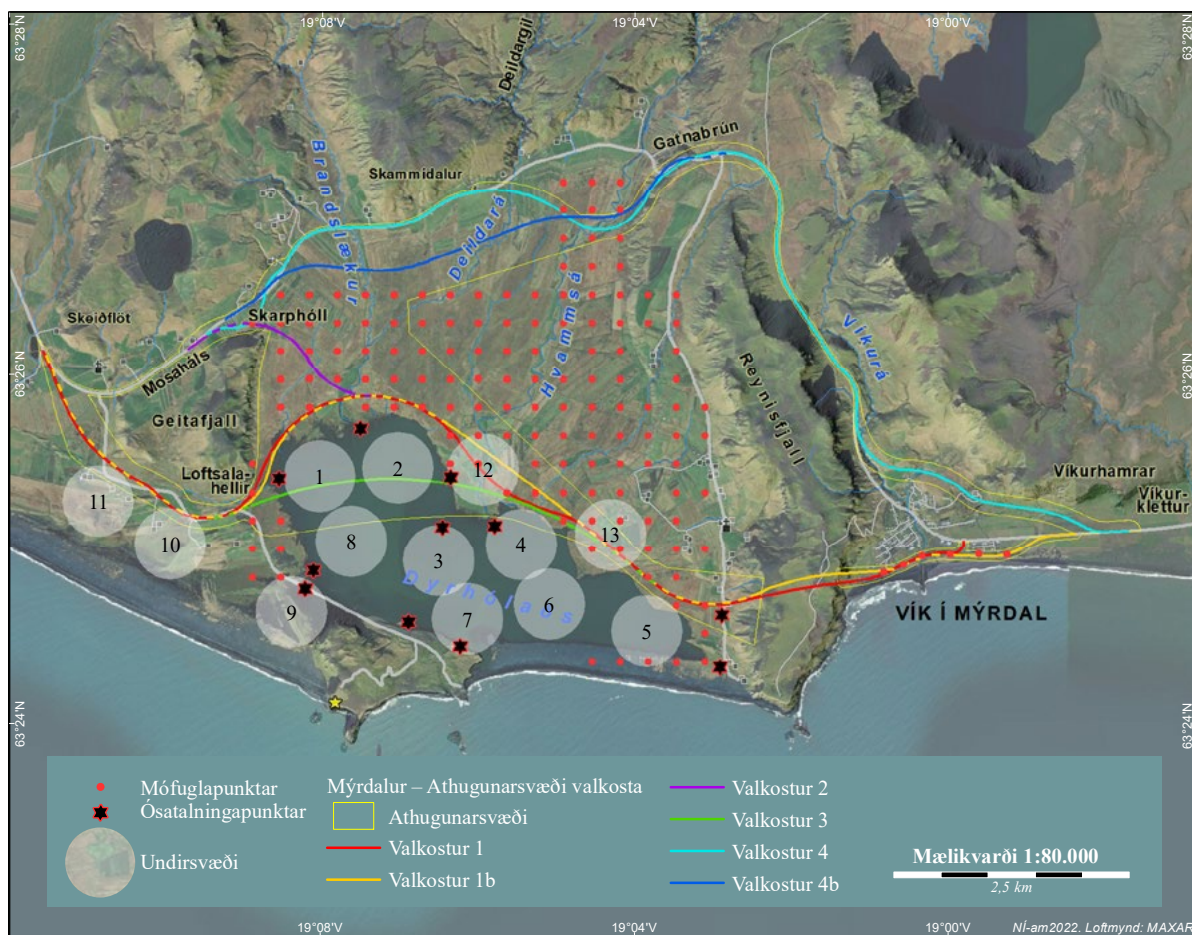 19°08'V
19°04'V
19°00'V
63°28'N
63°28'N
Deildargil
Gatnabrún
Brandslækur
Skammidalur
Deildará
Hvammsá
Víkurá
Skeiðflöt
Skarphóll
Mosaháls
63°26'N
63°26'N
Reynisfjall
Geitafjall
Loftsala-
hellir
Víkurhamrar
Víkur-
klettur
1
2
12
11
10
8
3
4
13
Dyrhólaós
9
7
6
5
VÍK Í MÝRDAL
63°24'N
63°24'N
Mófuglapunktar
Ósatalningapunktar
Undirsvæði
Mýrdalur – Athugunarsvæði valkosta
Athugunarsvæði
Valkostur 1
Valkostur 1b
Valkostur 2
Valkostur 3
Valkostur 4
Valkostur 4b
Mælikvarði 1:80.000
2,5 km
19°08'V
19°04'V
19°00'V
NÍ-am2022. Loftmynd: MAXAR